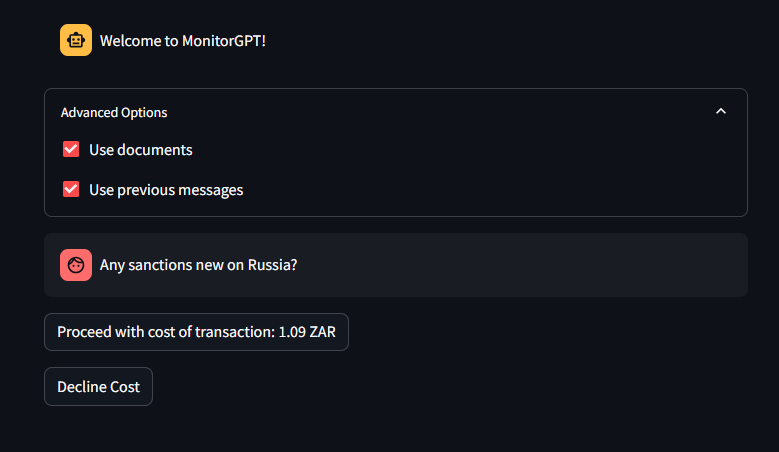 Welcome to MonitorGPT!
Advanced Options
Use documents
Use previous messages
Any sanctions new on Russia?
Proceed with cost of transaction: 1.09 ZAR
Decline Cost